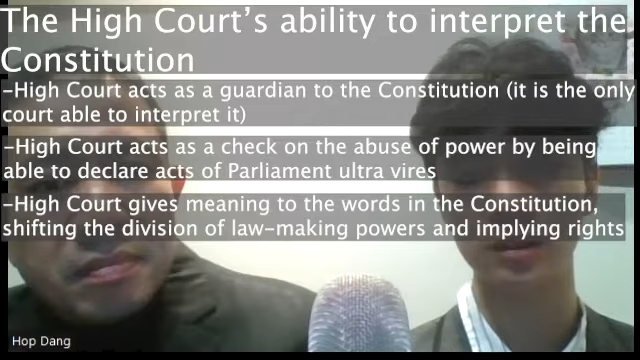 The High Court's ability to interpret the
Constitution
-High Court acts as a guardian to the Constitution (it is the only
court able to interpret it)
-High Court acts as a check on the abuse of power by being
able to declare acts of Parliament ultra vires
-High Court gives meaning to the words in the Constitution,
shifting the division of law-making powers and implying rights
Hop Dang